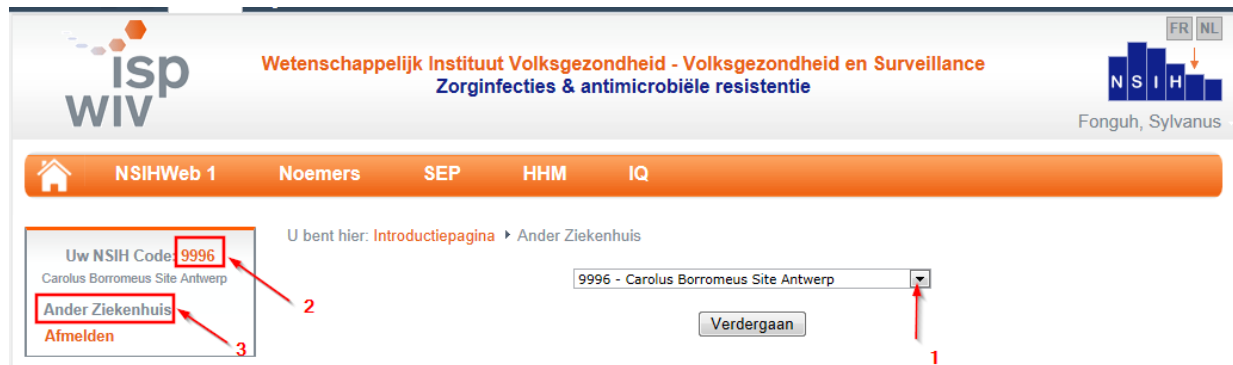 FR NL
isp
WIV
Wetenschappelijk Instituut Volksgezondheid - Volksgezondheid en Surveillance
Zorginfecties & antimicrobiële resistentie
NSIH
Fonguh, Sylvanus
NSIHWeb 1 Noemers SEP HHM IQ
U bent hier: Introductiepagina Ander Ziekenhuis
Uw NSIH Code: 9996
Carolus Borromeus Site Antwerp
Ander Ziekenhuis
Afmelden
9996 - Carolus Borromeus Site Antwerp
Verdergaan
2
3
1